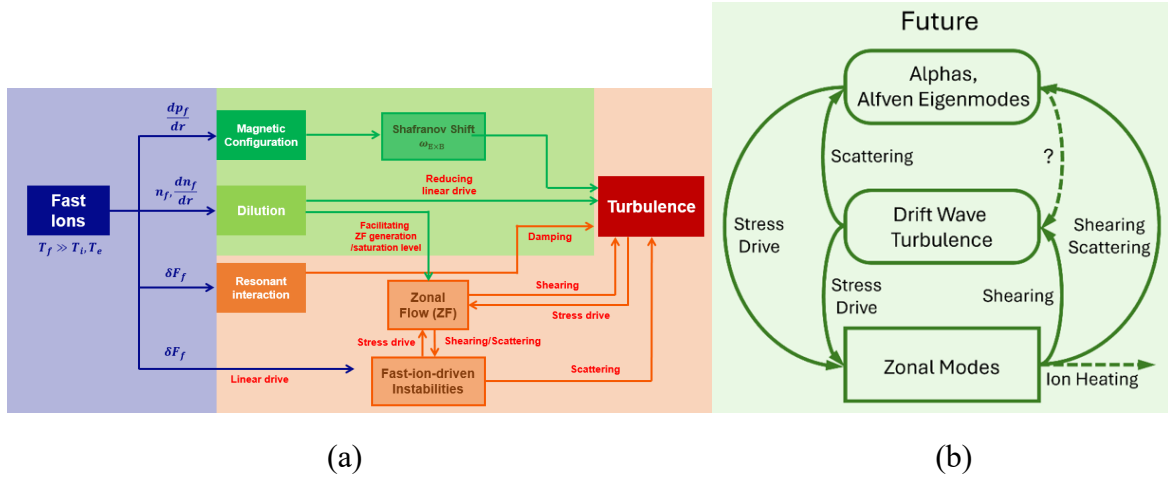 Fast
Ions
T_f ≫ T_i, T_e
dp_f
dr
n_f, dn_f
dr
δF_f
δF_f
Magnetic
Configuration
Shafranov Shift
ω_E×B
Dilution
Reducing
linear drive
Facilitating
ZF generation
/saturation level
Turbulence
Damping
Resonant
interaction
Zonal
Flow (ZF)
Shearing
Stress drive
Stress drive
Shearing/Scattering
Linear drive
Fast-ion-driven
Instabilities
Scattering
(a)
Future
Alphas,
Alfven Eigenmodes
Scattering
?
Stress
Drive
Drift Wave
Turbulence
Shearing
Scattering
Stress
Drive
Shearing
Zonal Modes
Ion Heating
(b)